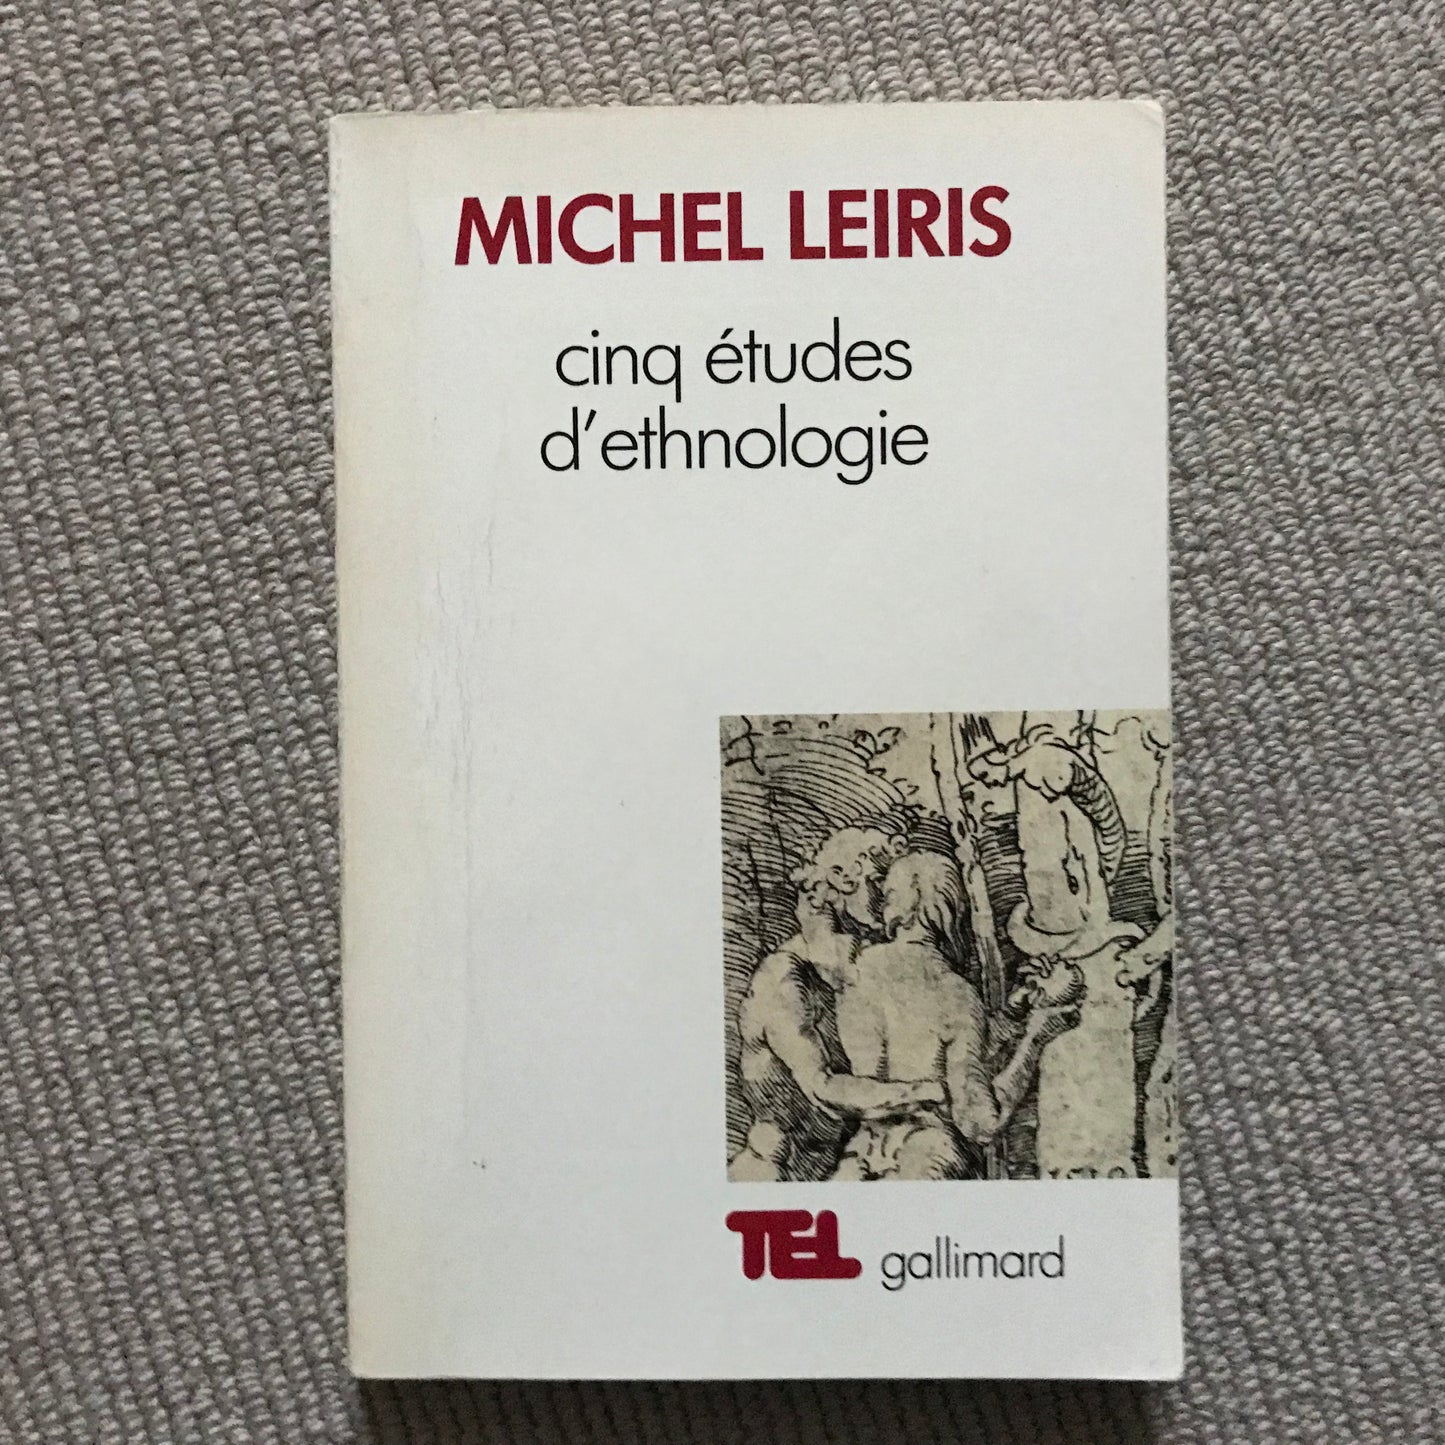 MICHEL LEIRIS
cinq études
d'ethnologie
TEL gallimard